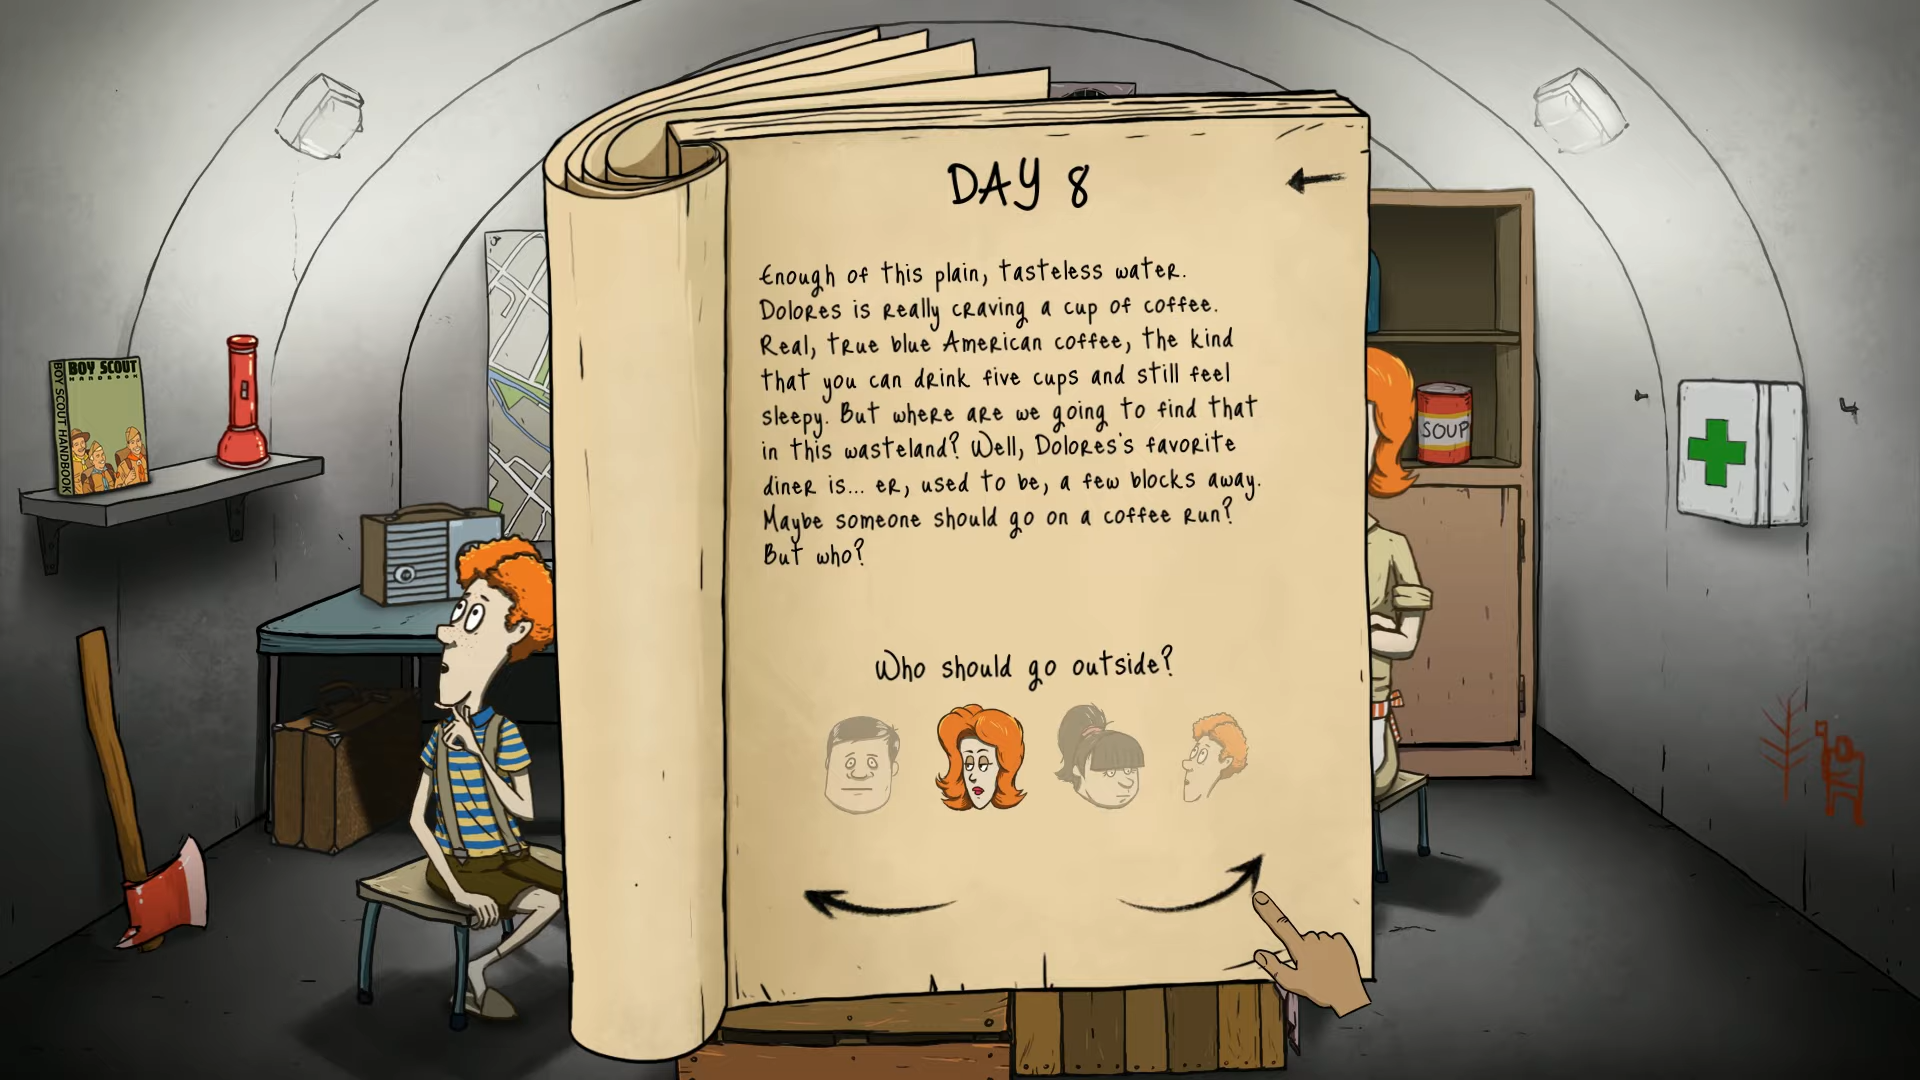 DAY 8
Enough of this plain, tasteless water.
Dolores is really craving a cup of coffee.
Real, true blue American coffee, the kind
that you can drink five cups and still feel
sleepy. But where are we going to find that
in this wasteland? Well, Dolores's favorite
diner is... er, used to be, a few blocks away.
Maybe someone should go on a coffee run?
But who?
Who should go outside?
BOY SCOUT
HANDBOOK
BOY SCOUT HANDBOOK
SOUP